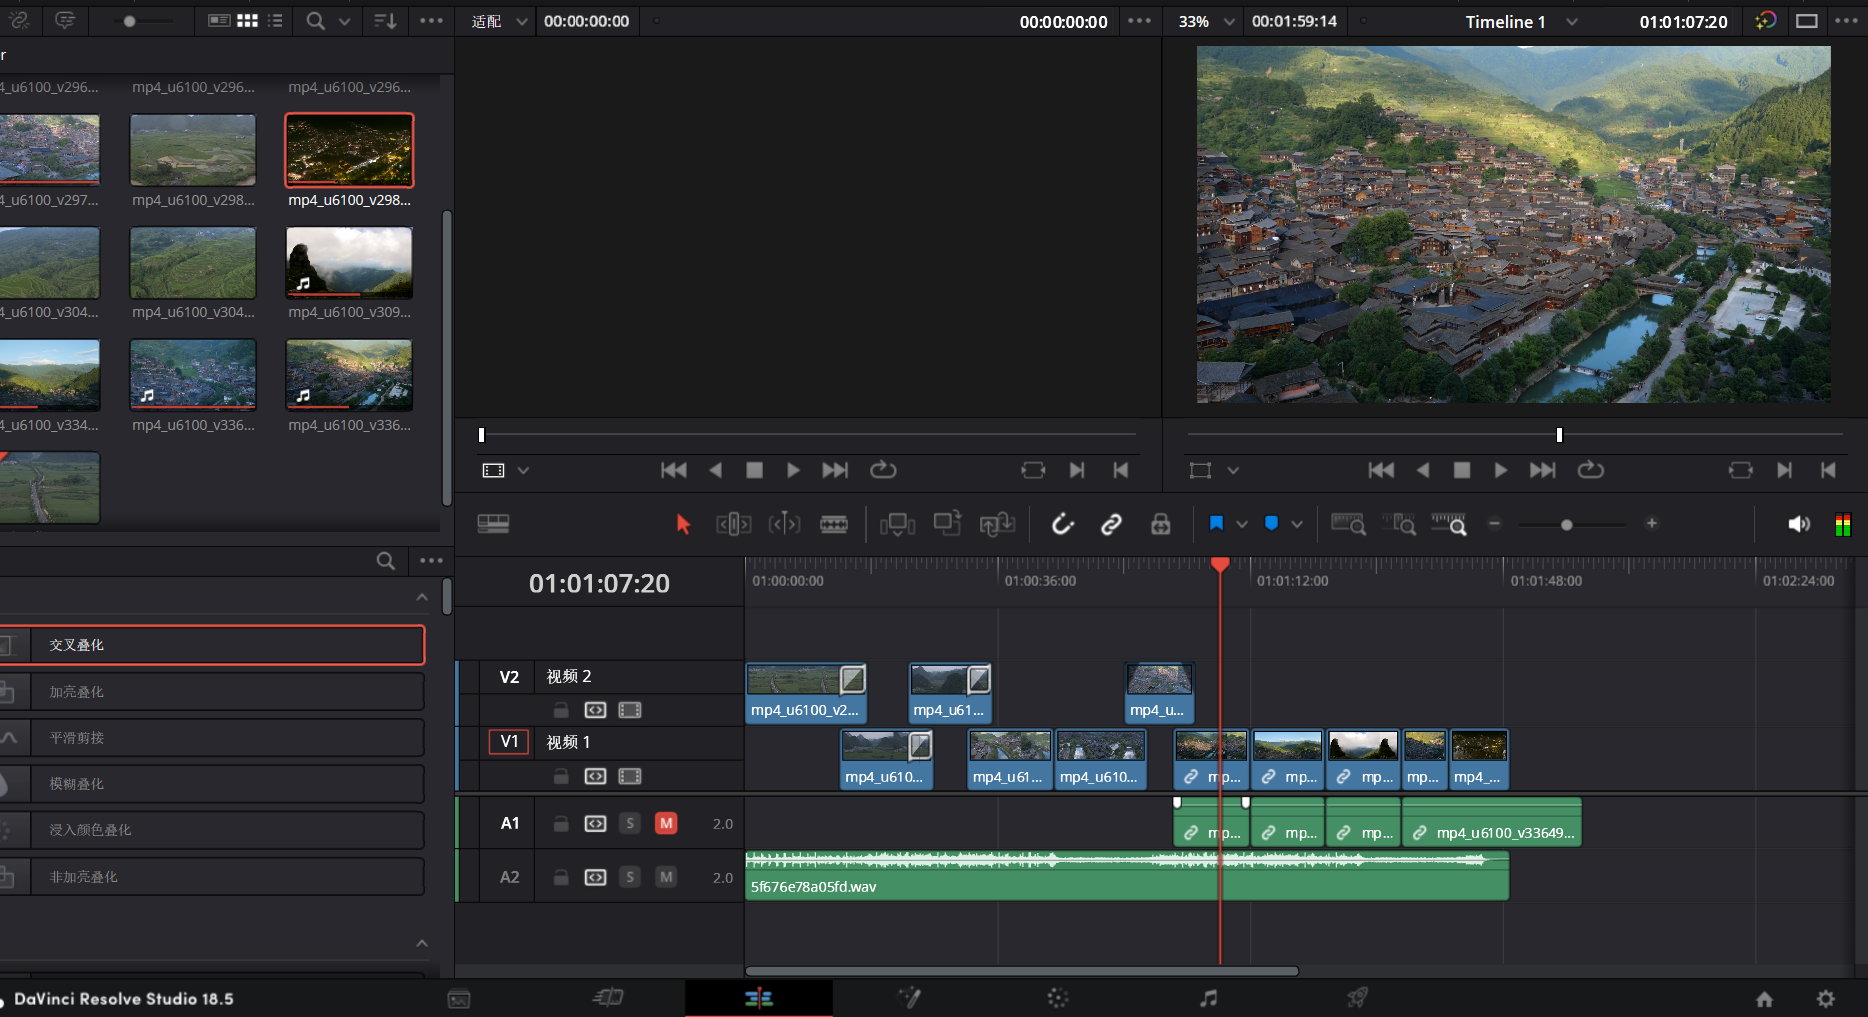 适配
00:00:00:00
00:00:00:00
33%
00:01:59:14
Timeline 1
01:01:07:20
r
4_u6100_v296...
mp4_u6100_v296...
mp4_u6100_v296...
4_u6100_v297...
mp4_u6100_v298...
mp4_u6100_v298...
4_u6100_v304...
mp4_u6100_v304...
mp4_u6100_v309...
4_u6100_v334...
mp4_u6100_v336...
mp4_u6100_v336...
交叉叠化
加亮叠化
平滑剪接
模糊叠化
浸入颜色叠化
非加亮叠化
01:01:07:20
01:00:00:00
01:00:36:00
01:01:12:00
01:01:48:00
01:02:24:00
V2
视频 2
mp4_u6100_v2...
mp4_u61...
mp4_u...
V1
视频 1
mp4_u610...
mp4_u61...
mp4_u610...
mp...
mp...
mp...
mp...
mp4_...
A1
S
M
2.0
mp...
mp...
mp...
mp4_u6100_v33649...
A2
S
M
2.0
5f676e78a05fd.wav
DaVinci Resolve Studio 18.5